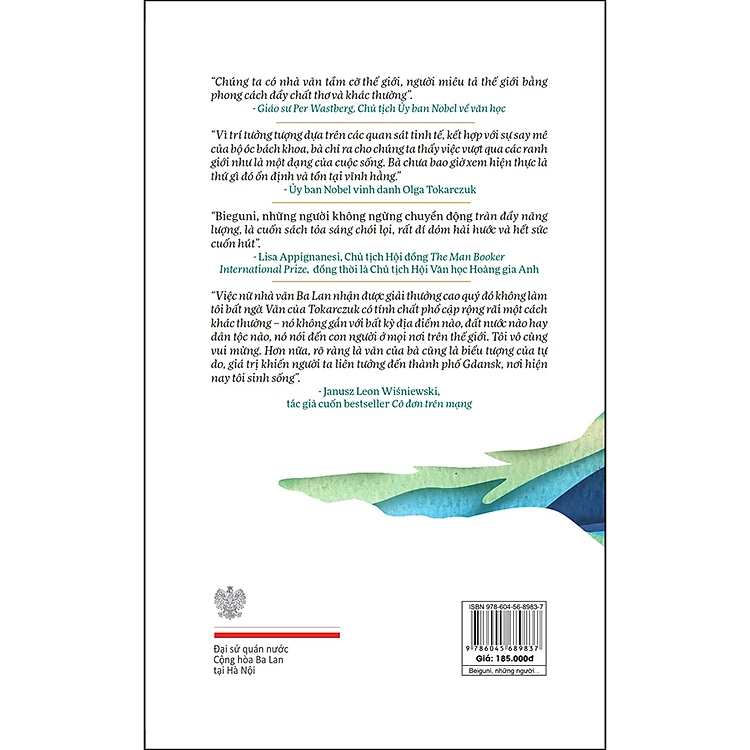 “Chúng ta có nhà văn tầm cỡ thế giới, người miêu tả thế giới bằng
phong cách đầy chất thơ và khác thường”.
- Giáo sư Per Wastberg, Chủ tịch Ủy ban Nobel về văn học
“Vì trí tưởng tượng dựa trên các quan sát tinh tế, kết hợp với sự say mê
của bộ óc bách khoa, bà chỉ ra cho chúng ta thấy việc vượt qua các ranh
giới như là một dạng của cuộc sống. Bà chưa bao giờ xem hiện thực là
thứ gì đó ổn định và tồn tại vĩnh hằng.”
- Ủy ban Nobel vinh danh Olga Tokarczuk
“Bieguni, những người không ngừng chuyển động tràn đầy năng
lượng, là cuốn sách tỏa sáng chói lọi, rất dí dỏm hài hước và hết sức
cuốn hút”.
- Lisa Appignanesi, Chủ tịch Hội đồng The Man Booker
International Prize, đồng thời là Chủ tịch Hội Văn học Hoàng gia Anh
“Việc nữ nhà văn Ba Lan nhận được giải thưởng cao quý đó không làm
tôi bất ngờ. Văn của Tokarczuk có tính chất phổ cập rộng rãi một cách
khác thường – nó không gắn với bất kỳ địa điểm nào, đất nước nào hay
dân tộc nào, nó nói đến con người ở mọi nơi trên thế giới. Tôi vô cùng
vui mừng. Hơn nữa, rõ ràng là văn của bà cũng là biểu tượng của tự
do, giá trị khiến người ta liên tưởng đến thành phố Gdansk, nơi hiện
nay tôi sinh sống”.
- Janusz Leon Wiśniewski,
tác giả cuốn bestseller Cô đơn trên mạng
Đại sứ quán nước
Cộng hòa Ba Lan
tại Hà Nội
ISBN 978-604-56-8983-7
9 786045 689837
Giá: 185.000đ
Beiguni, những người...